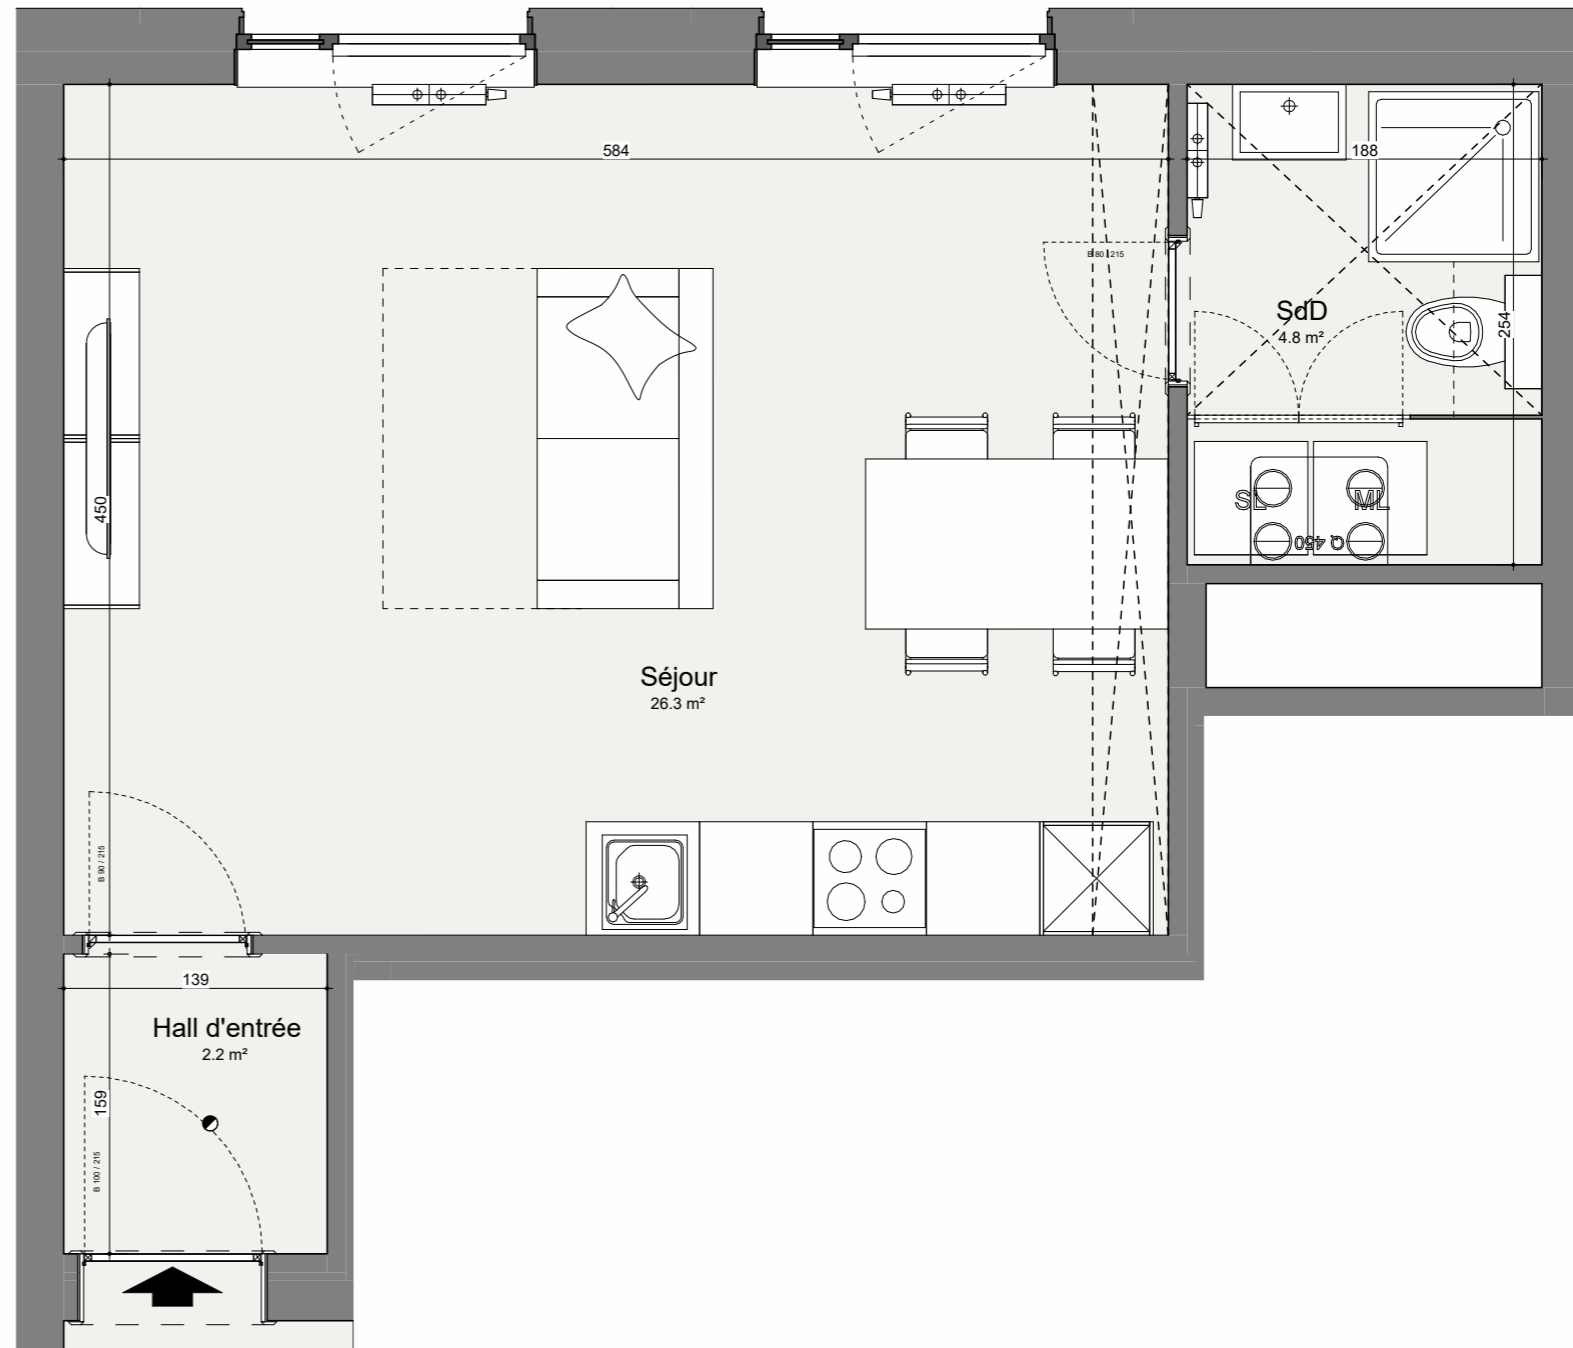 584
188
B 80 / 215
SdD
4.8 m²
254
450
SL
ML
Q 450
Séjour
26.3 m²
B 90 / 215
139
Hall d'entrée
2.2 m²
159
B 100 / 215